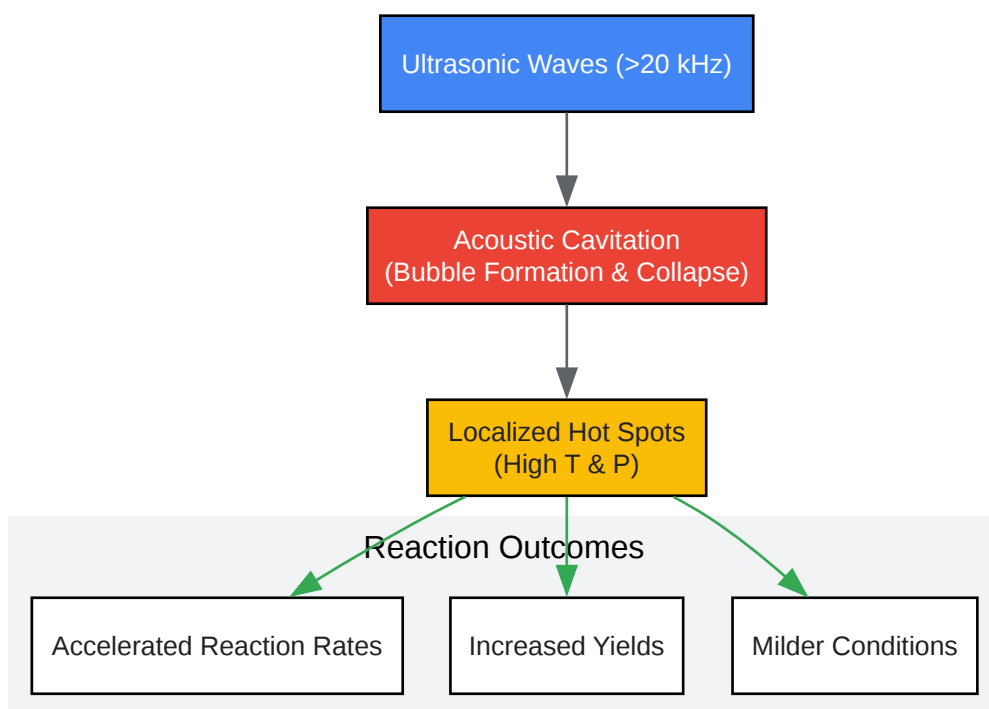 Ultrasonic Waves (>20 kHz)
Acoustic Cavitation
(Bubble Formation & Collapse)
Localized Hot Spots
(High T & P)
Reaction Outcomes
Accelerated Reaction Rates
Increased Yields
Milder Conditions